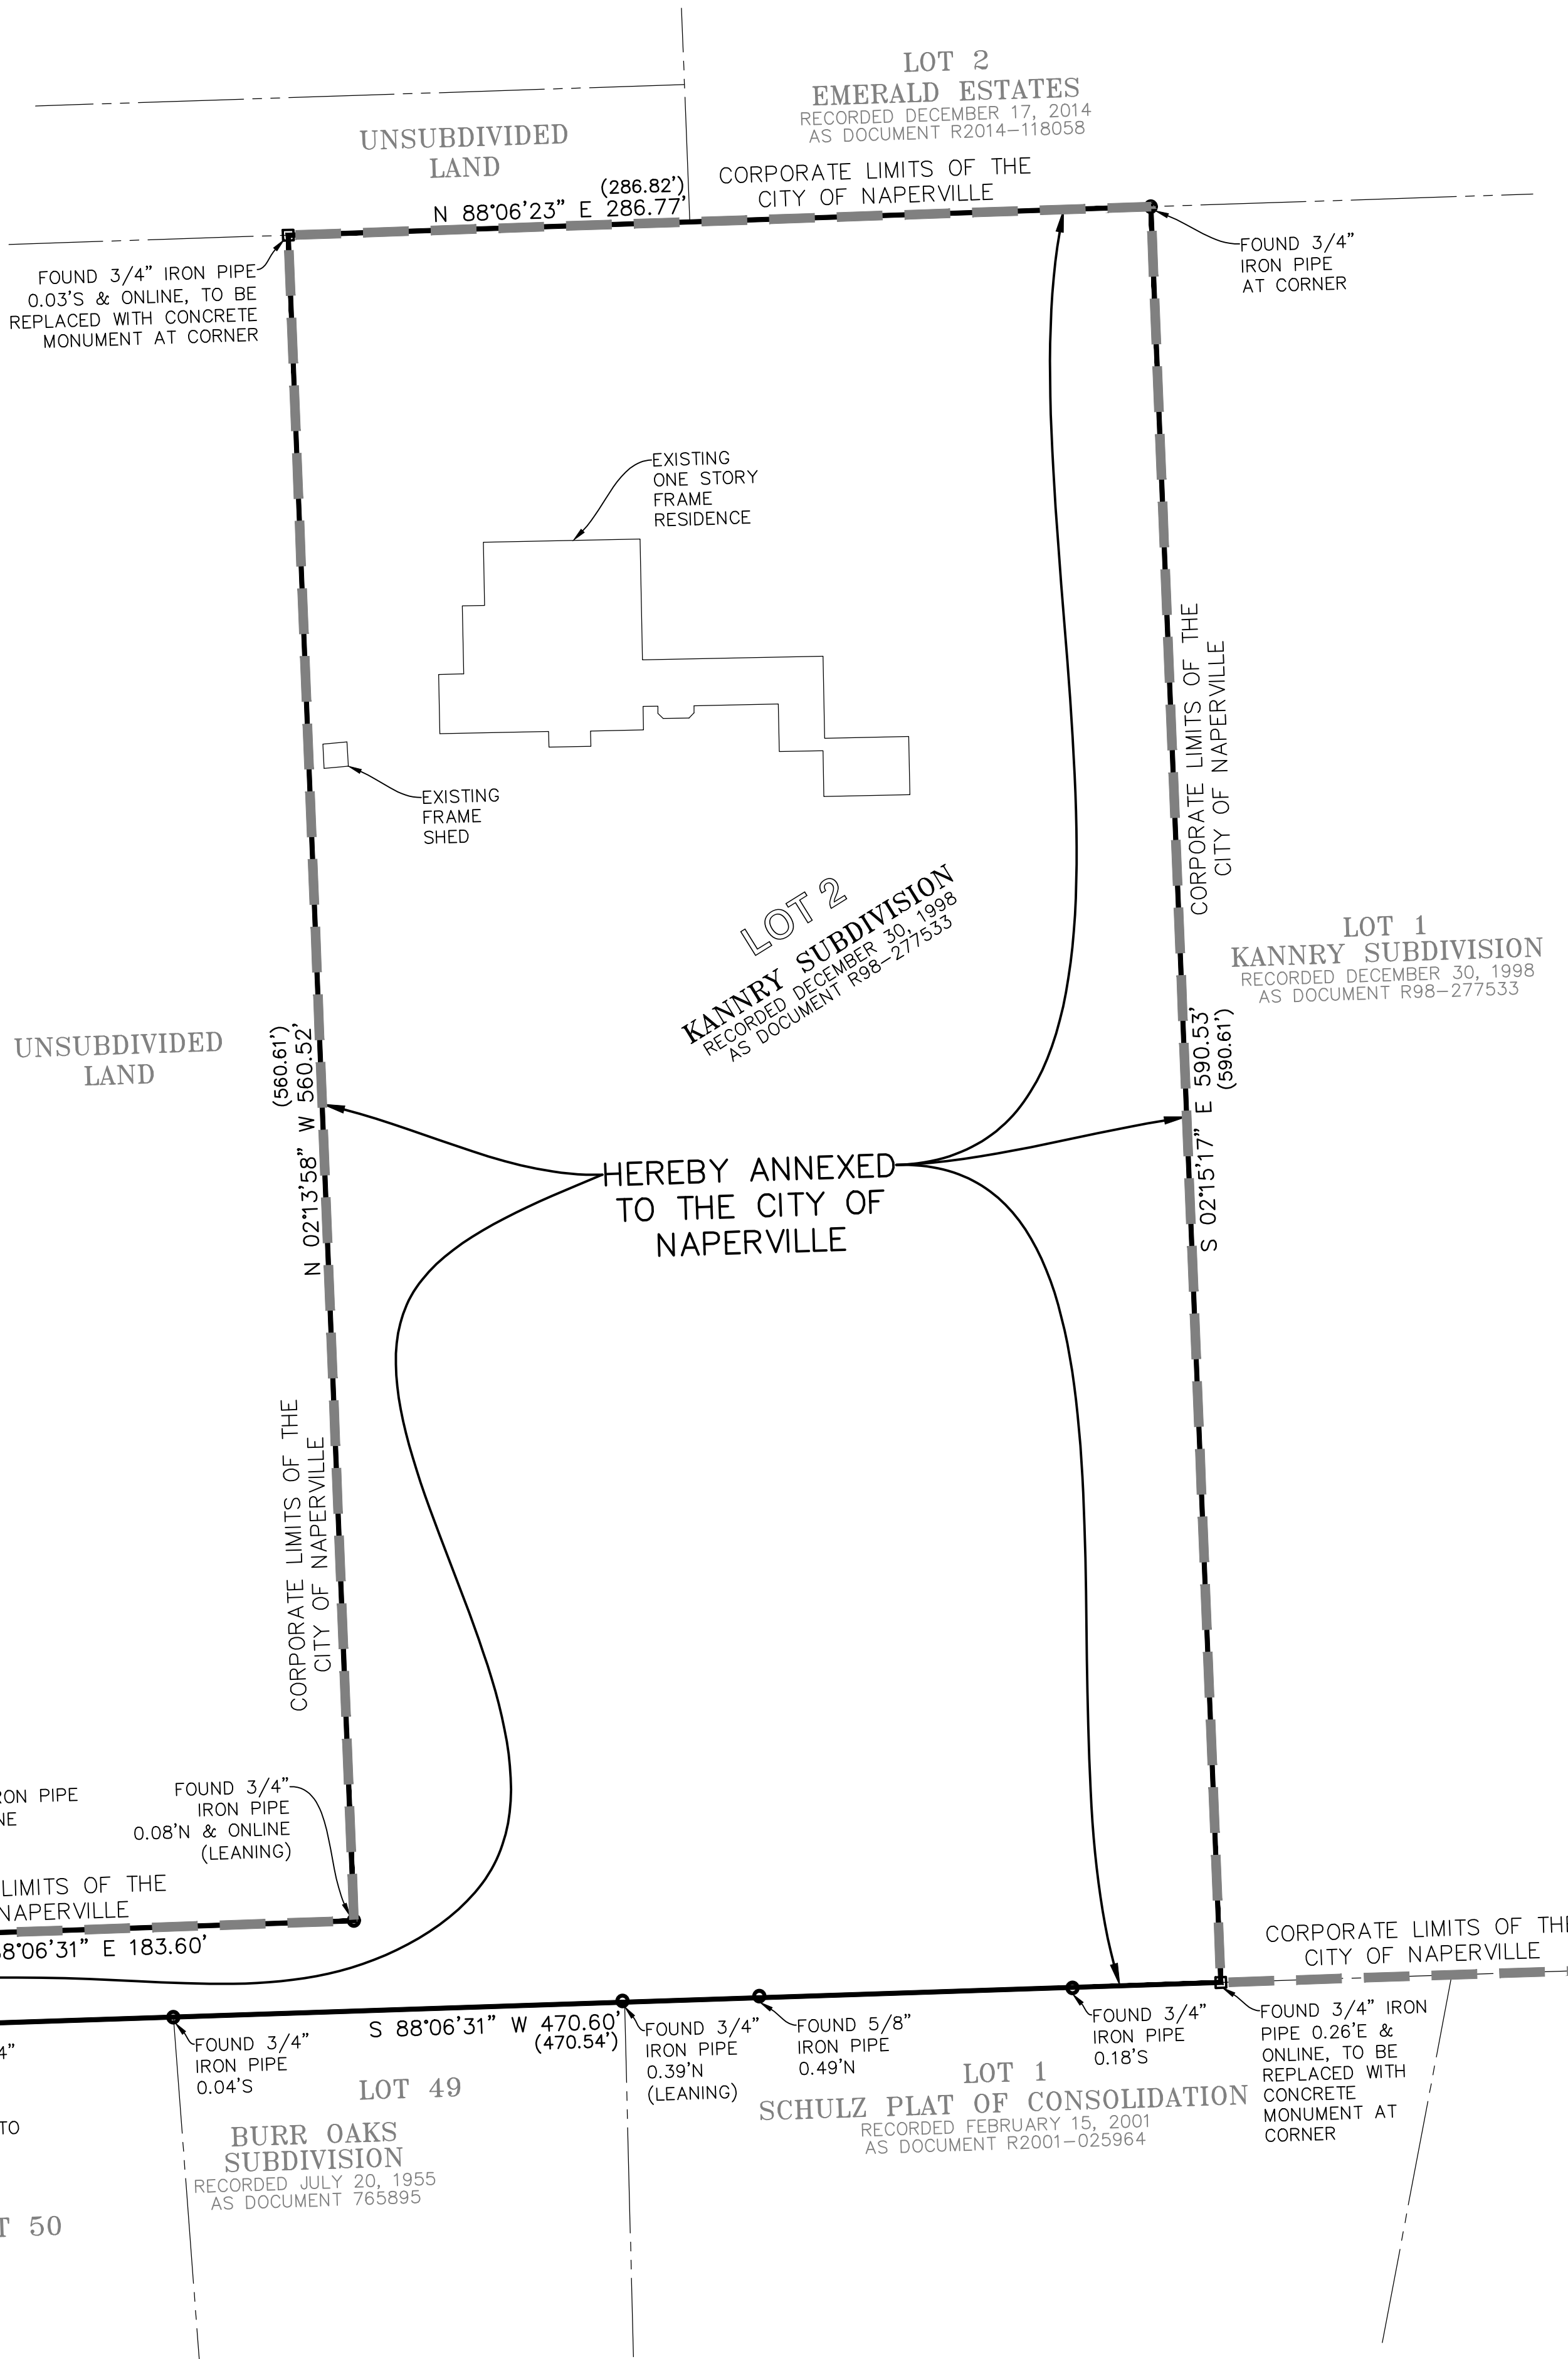 LOT 2
EMERALD ESTATES
RECORDED DECEMBER 17, 2014
AS DOCUMENT R2014-118058
UNSUBDIVIDED
LAND
CORPORATE LIMITS OF THE
CITY OF NAPERVILLE
(286.82')
N 88°06'23" E 286.77'
FOUND 3/4" IRON PIPE
0.03'S & ONLINE, TO BE
REPLACED WITH CONCRETE
MONUMENT AT CORNER
FOUND 3/4"
IRON PIPE
AT CORNER
EXISTING
ONE STORY
FRAME
RESIDENCE
EXISTING
FRAME
SHED
CORPORATE LIMITS OF THE
CITY OF NAPERVILLE
LOT 2
KANNRY SUBDIVISION
RECORDED DECEMBER 30, 1998
AS DOCUMENT R98-277533
LOT 1
KANNRY SUBDIVISION
RECORDED DECEMBER 30, 1998
AS DOCUMENT R98-277533
UNSUBDIVIDED
LAND
(560.61')
N 02°13'58" W 560.52'
S 02°15'17" E 590.53'
(590.61')
HEREBY ANNEXED
TO THE CITY OF
NAPERVILLE
CORPORATE LIMITS OF THE
CITY OF NAPERVILLE
RON PIPE
NE
FOUND 3/4"
IRON PIPE
0.08'N & ONLINE
(LEANING)
LIMITS OF THE
NAPERVILLE
8°06'31" E 183.60'
CORPORATE LIMITS OF THE
CITY OF NAPERVILLE
S 88°06'31" W 470.60'
(470.54')
4"
TO
FOUND 3/4"
IRON PIPE
0.04'S
FOUND 3/4"
IRON PIPE
0.39'N
(LEANING)
FOUND 5/8"
IRON PIPE
0.49'N
FOUND 3/4"
IRON PIPE
0.18'S
FOUND 3/4" IRON
PIPE 0.26'E &
ONLINE, TO BE
REPLACED WITH
CONCRETE
MONUMENT AT
CORNER
LOT 49
BURR OAKS
SUBDIVISION
RECORDED JULY 20, 1955
AS DOCUMENT 765895
LOT 1
SCHULZ PLAT OF CONSOLIDATION
RECORDED FEBRUARY 15, 2001
AS DOCUMENT R2001-025964
T 50